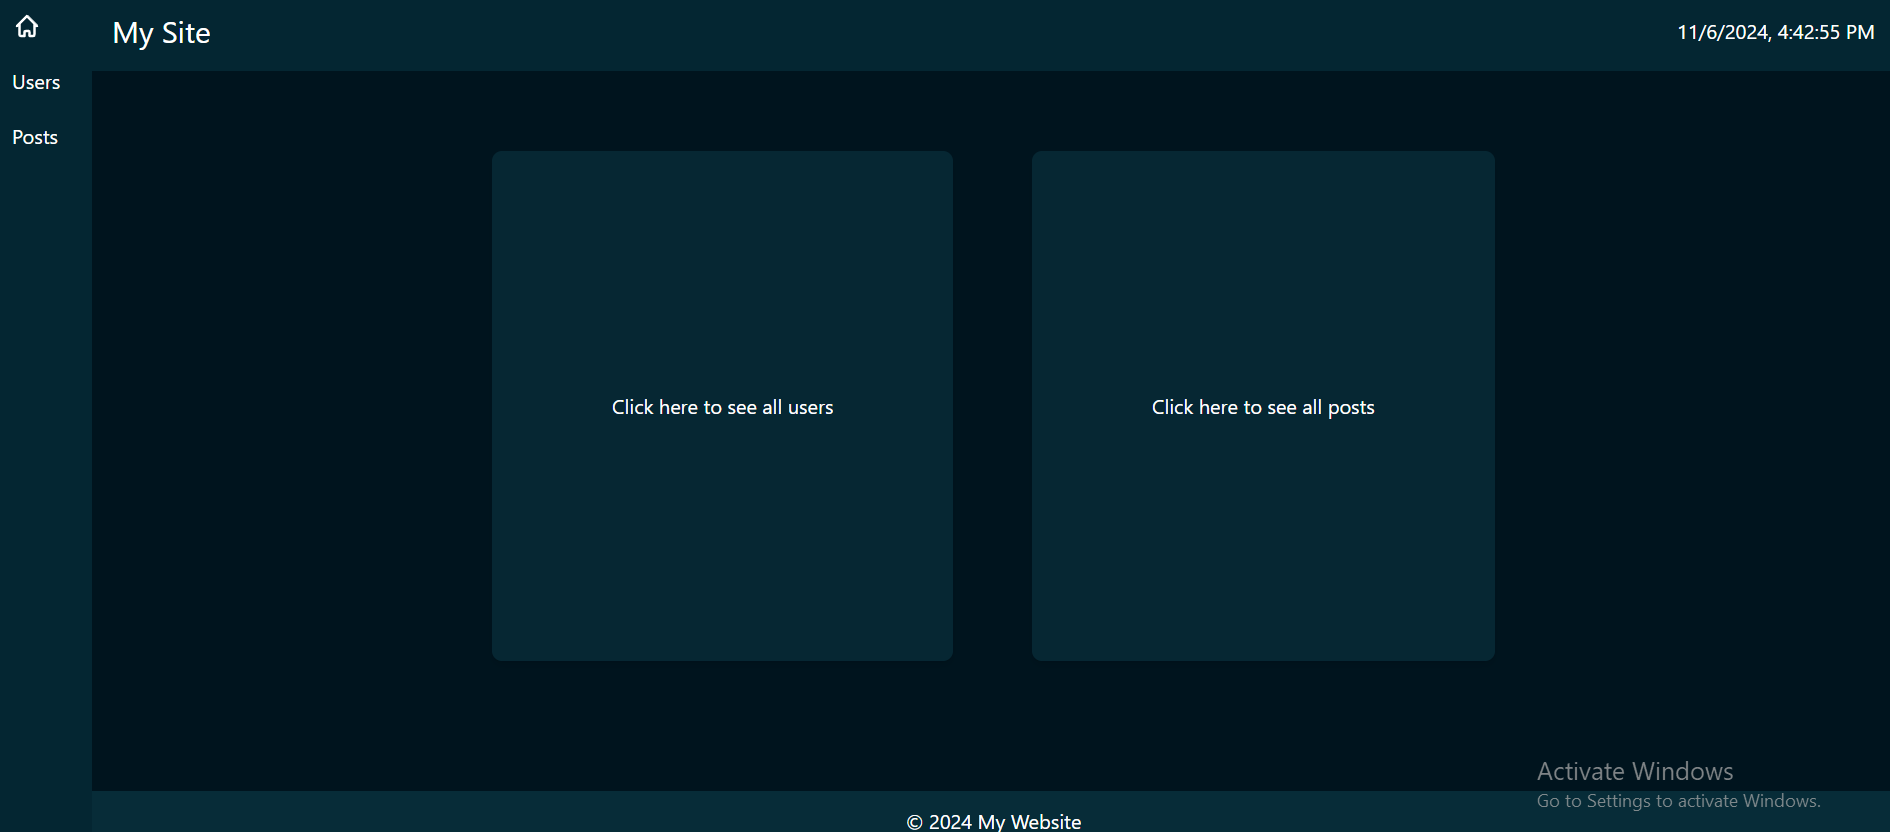 My Site
11/6/2024, 4:42:55 PM
Users
Posts
Click here to see all users
Click here to see all posts
Activate Windows
Go to Settings to activate Windows.
© 2024 My Website